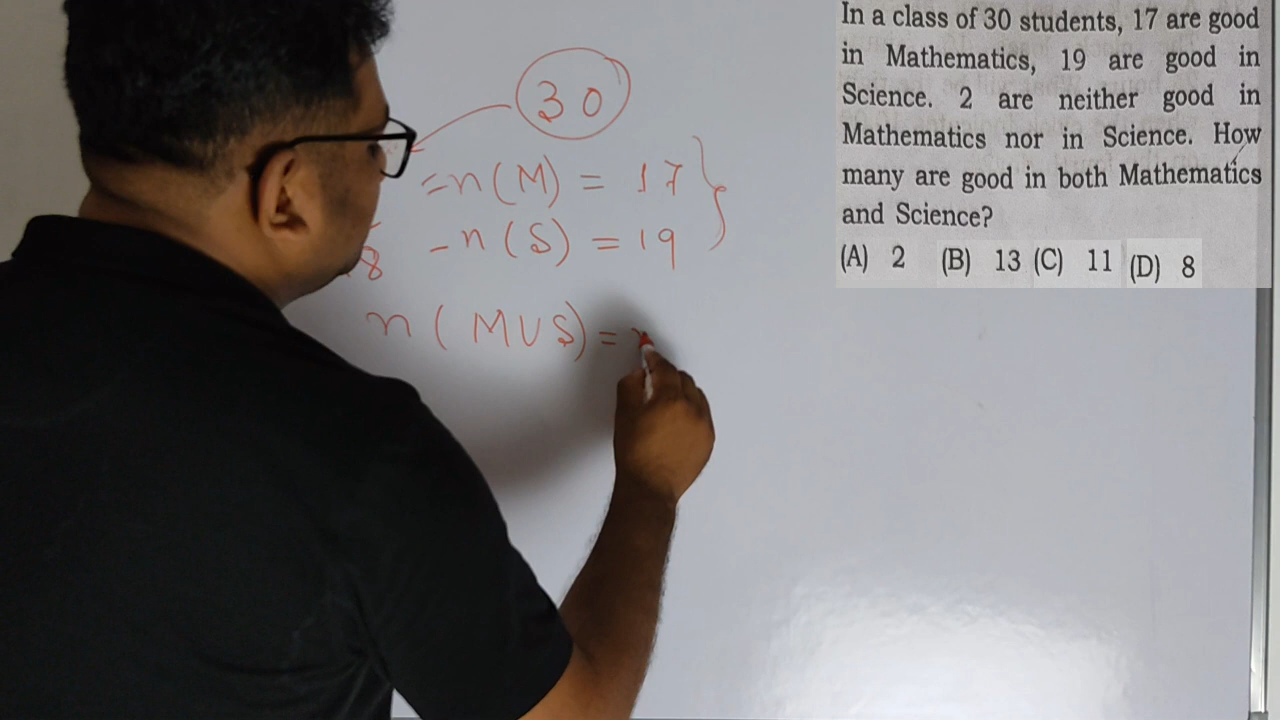 30
=n(M) = 17
-n(S) = 19
8
n(MUS) =
In a class of 30 students, 17 are good
in Mathematics, 19 are good in
Science. 2 are neither good in
Mathematics nor in Science. How
many are good in both Mathematics
and Science?
(A) 2 (B) 13 (C) 11 (D) 8